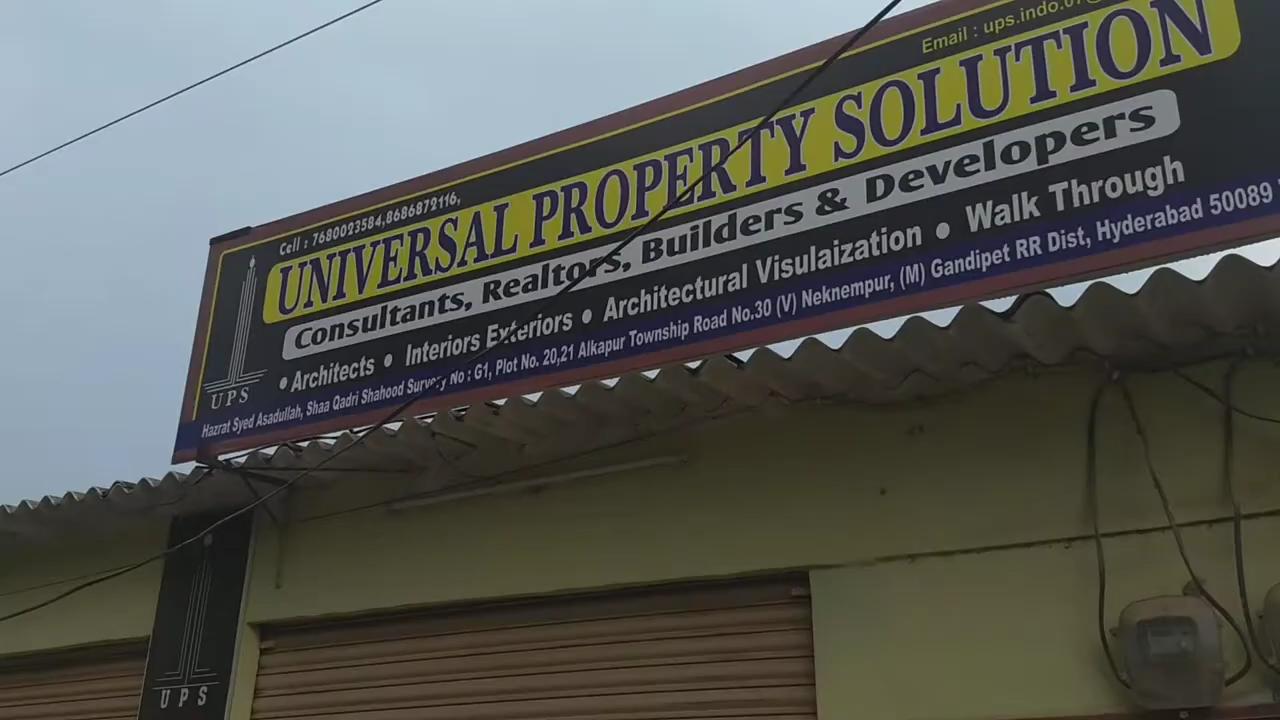 Email : ups.indo.07@
Cell : 7680023584,8686872116,
UNIVERSAL PROPERTY SOLUTION
Consultants, Realtors, Builders & Developers
•Architects • Interiors Exteriors • Architectural Visulaization • Walk Through
Hazrat Syed Asadullah, Shaa Qadri Shahood Survey No : G1, Plot No. 20,21 Alkapur Township Road No.30 (V) Neknempur, (M) Gandipet RR Dist, Hyderabad 50089
UPS
UPS